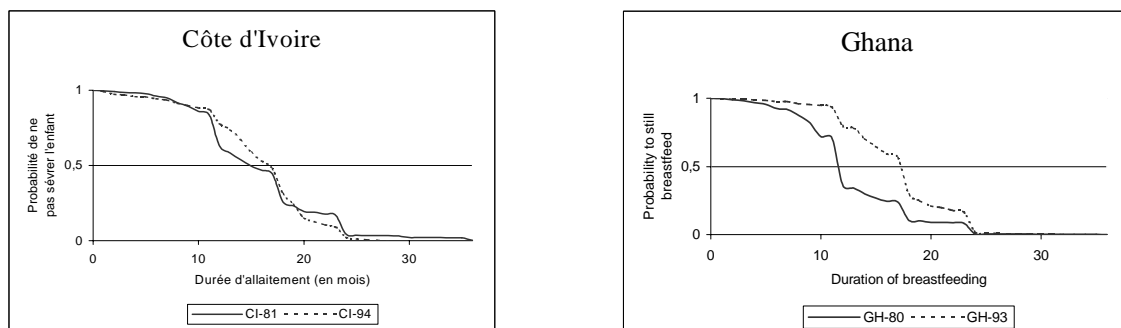 Côte d'Ivoire
Probabilité de ne
pas sévrer l'enfant
1
0,5
0
0
10
20
30
Durée d'allaitement (en mois)
CI-81
CI-94
Ghana
Probability to still
breastfeed
1
0,5
0
0
10
20
30
Duration of breastfeeding
GH-80
GH-93